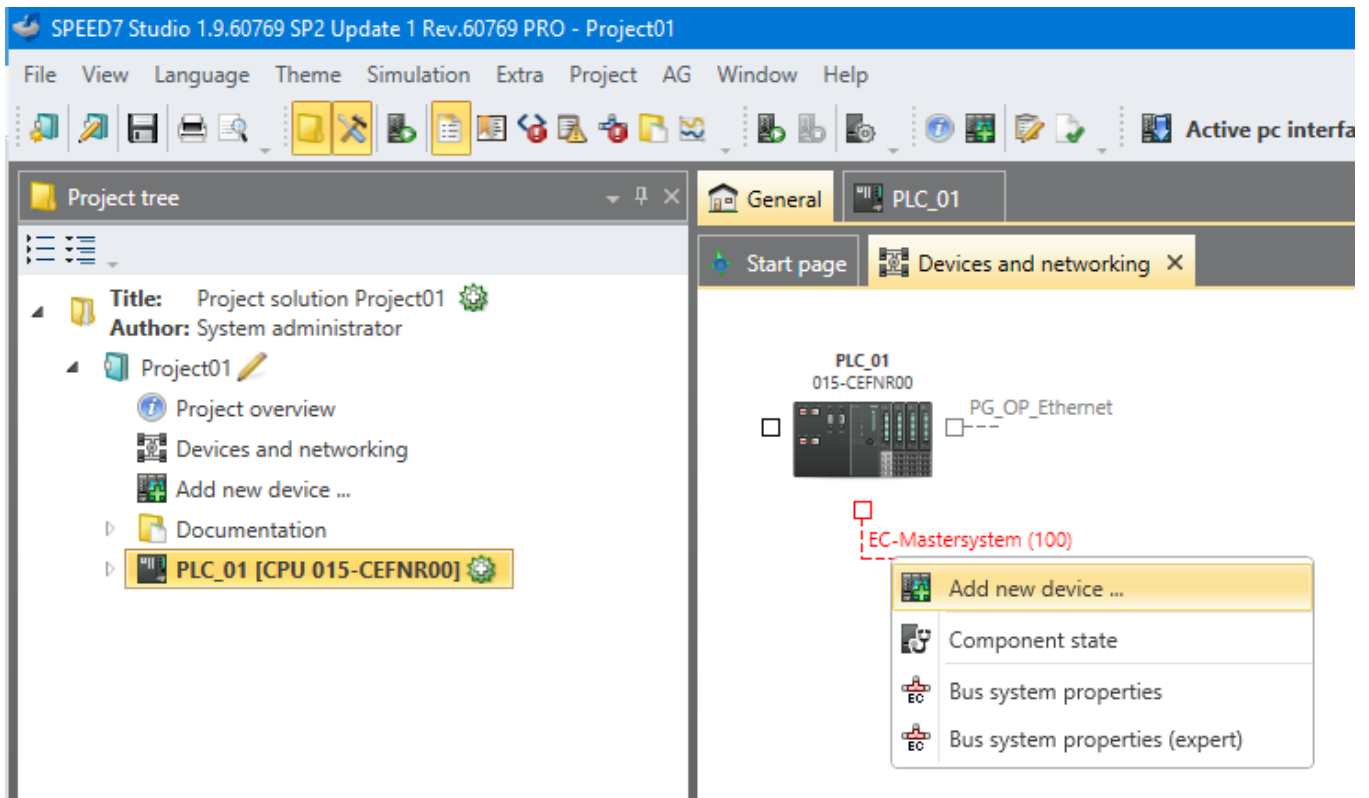 SPEED7 Studio 1.9.60769 SP2 Update 1 Rev.60769 PRO - Project01
File View Language Theme Simulation Extra Project AG Window Help
Active pc interfa
Project tree
General
PLC_01
Start page
Devices and networking
Title: Project solution Project01
Author: System administrator
Project01
Project overview
Devices and networking
Add new device ...
Documentation
PLC_01 [CPU 015-CEFNR00]
PLC_01
015-CEFNR00
PG_OP_Ethernet
EC-Mastersystem (100)
Add new device ...
Component state
EC
Bus system properties
EC
Bus system properties (expert)